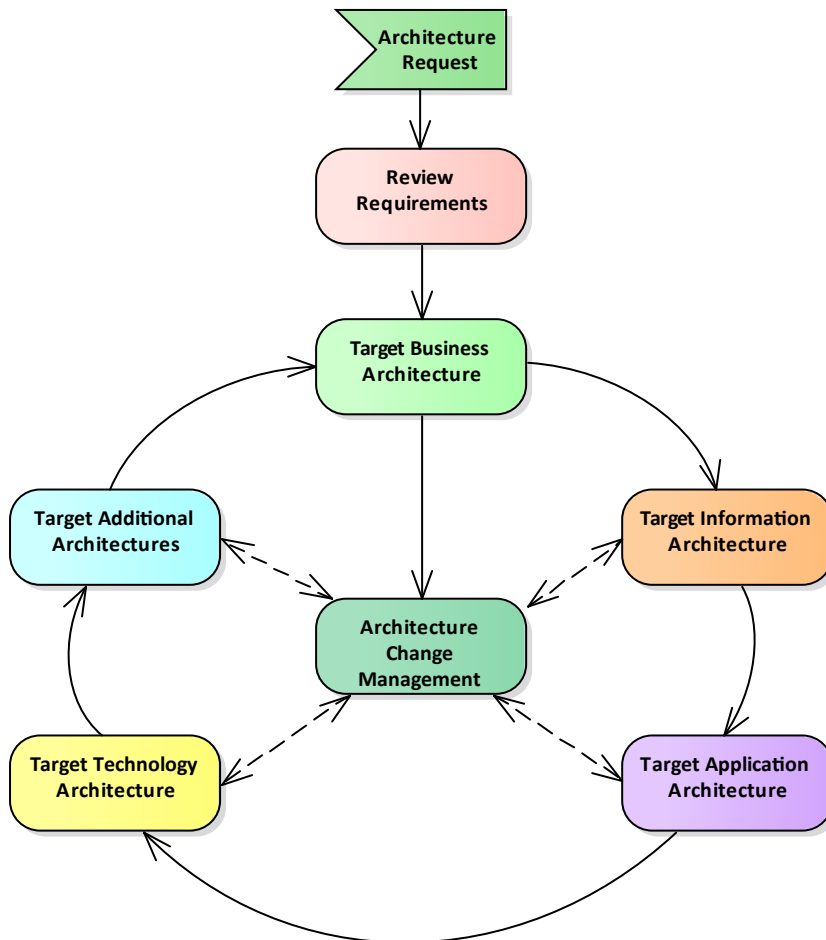 Architecture
Request
Review
Requirements
Target Business
Architecture
Target Additional
Architectures
Target Information
Architecture
Architecture
Change
Management
Target Technology
Architecture
Target Application
Architecture